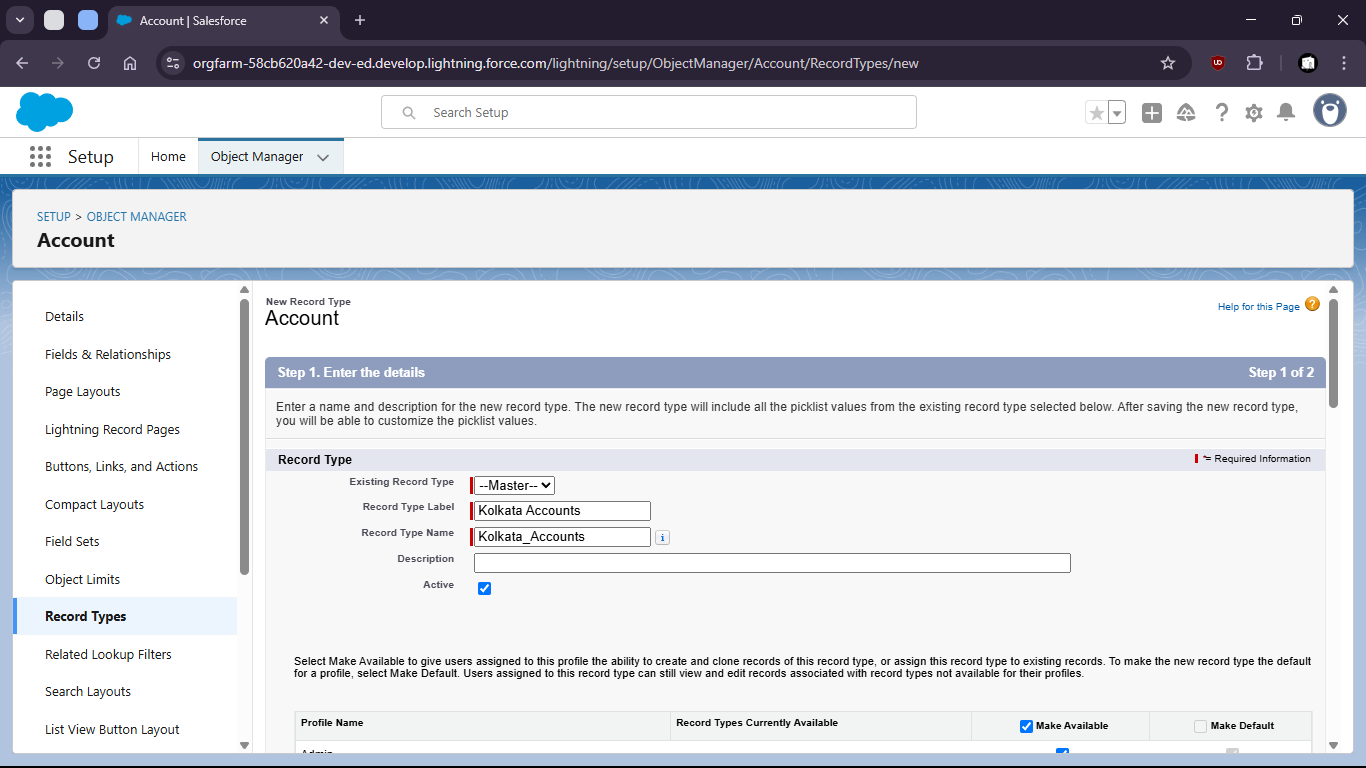 Account | Salesforce
orgfarm-58cb620a42-dev-ed.develop.lightning.force.com/lightning/setup/ObjectManager/Account/RecordTypes/new
Search Setup
Setup
Home
Object Manager
SETUP > OBJECT MANAGER
Account
Details
Fields & Relationships
Page Layouts
Lightning Record Pages
Buttons, Links, and Actions
Compact Layouts
Field Sets
Object Limits
Record Types
Related Lookup Filters
Search Layouts
List View Button Layout
New Record Type
Account
Help for this Page ?
Step 1. Enter the details
Step 1 of 2
Enter a name and description for the new record type. The new record type will include all the picklist values from the existing record type selected below. After saving the new record type,
you will be able to customize the picklist values.
Record Type
= Required Information
Existing Record Type --Master--
Record Type Label Kolkata Accounts
Record Type Name Kolkata_Accounts i
Description
Active
Select Make Available to give users assigned to this profile the ability to create and clone records of this record type, or assign this record type to existing records. To make the new record type the default
for a profile, select Make Default. Users assigned to this record type can still view and edit records associated with record types not available for their profiles.
Profile Name
Record Types Currently Available
Make Available
Make Default